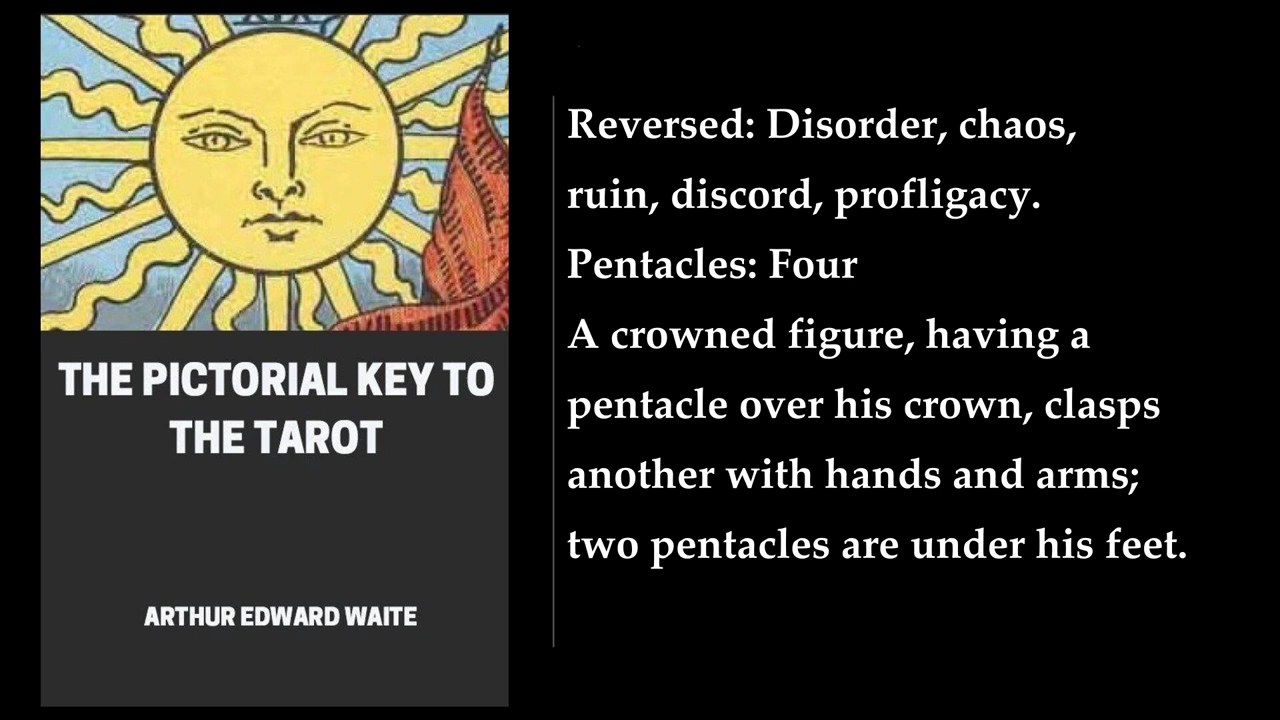 THE PICTORIAL KEY TO
THE TAROT
ARTHUR EDWARD WAITE
Reversed: Disorder, chaos,
ruin, discord, profligacy.
Pentacles: Four
A crowned figure, having a
pentacle over his crown, clasps
another with hands and arms;
two pentacles are under his feet.